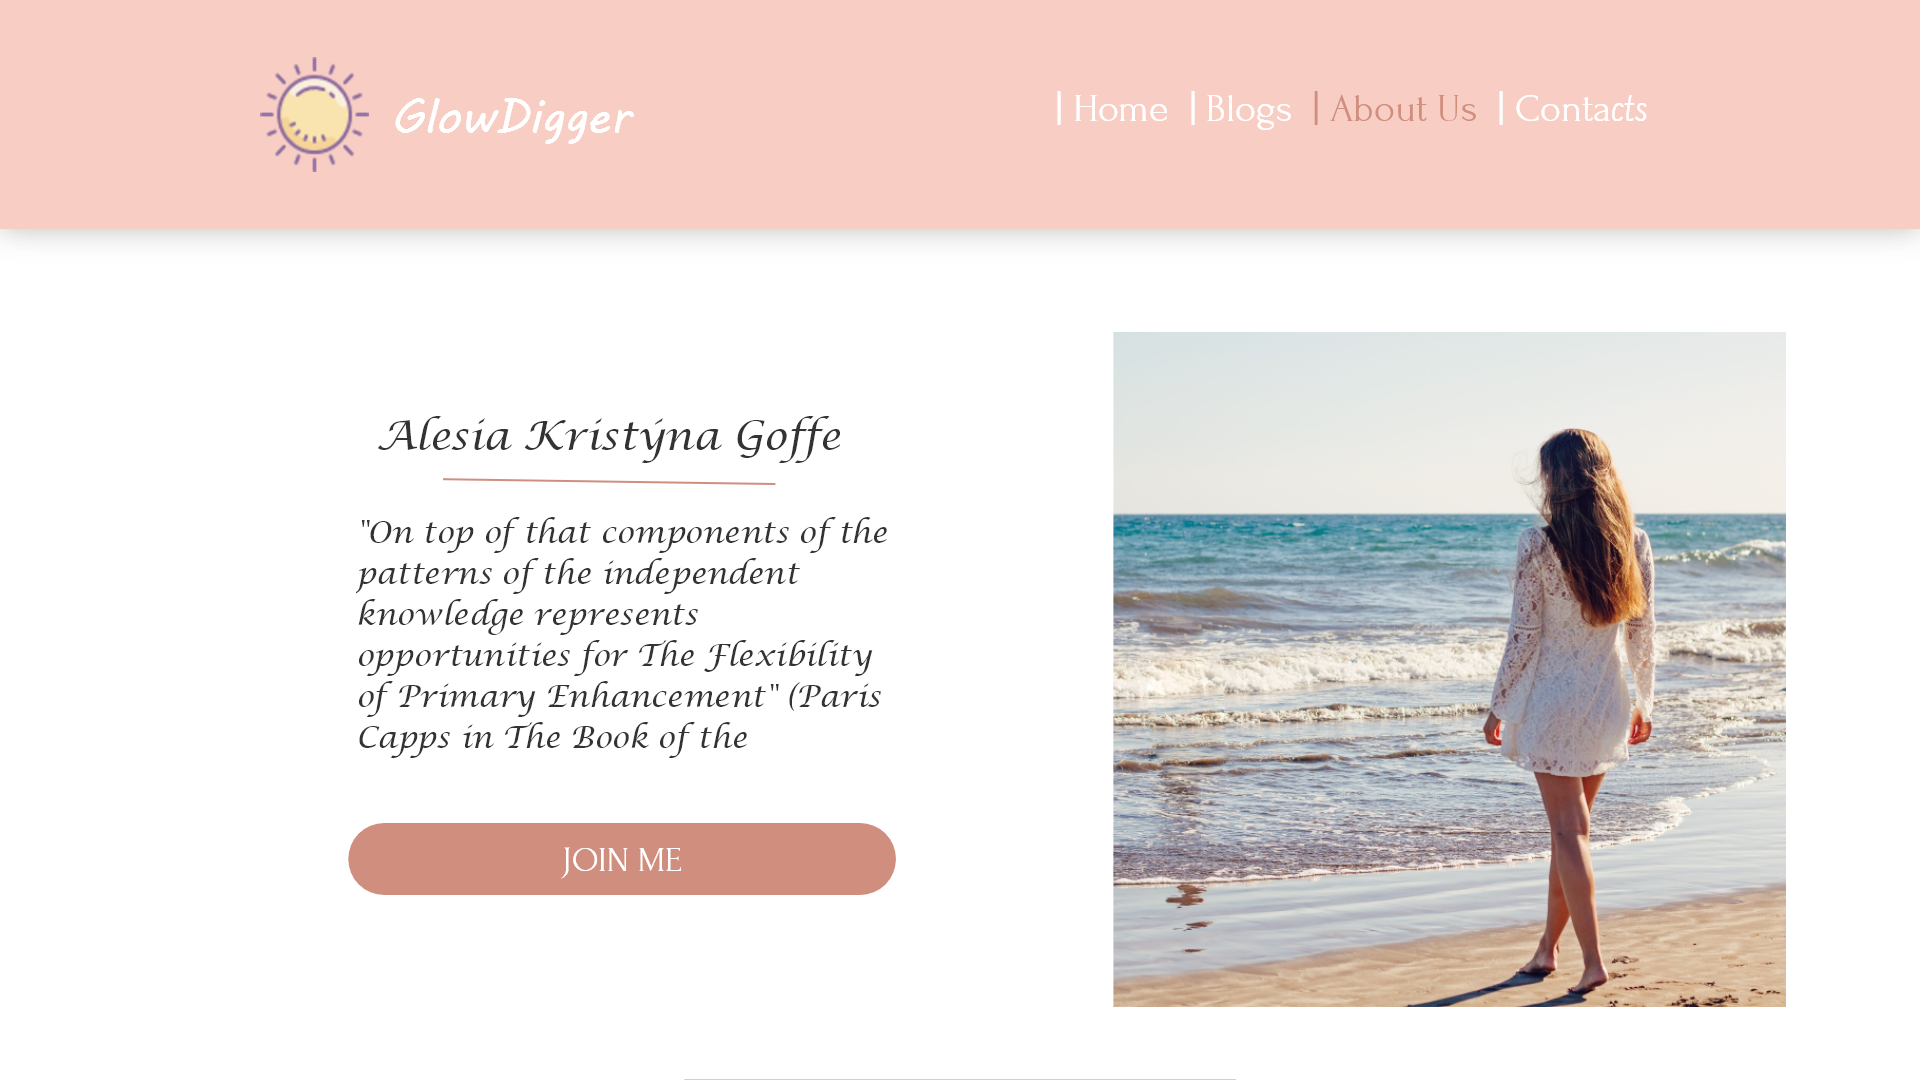 GlowDigger
| Home | Blogs | About Us | Contacts
Alesia Kristýna Goffe
"On top of that components of the
patterns of the independent
knowledge represents
opportunities for The Flexibility
of Primary Enhancement" (Paris
Capps in The Book of the
JOIN ME